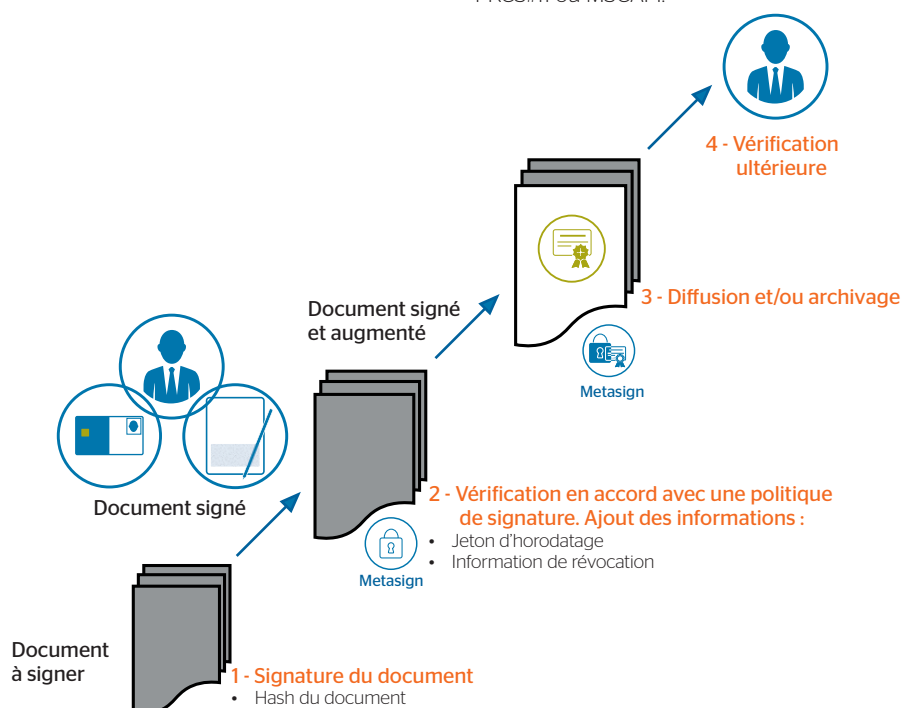 4 - Vérification
ultérieure
3 - Diffusion et/ou archivage
Document signé
et augmenté
Metasign
Document signé
2 - Vérification en accord avec une politique
de signature. Ajout des informations :
• Jeton d'horodatage
• Information de révocation
Metasign
Document
à signer
1 - Signature du document
• Hash du document